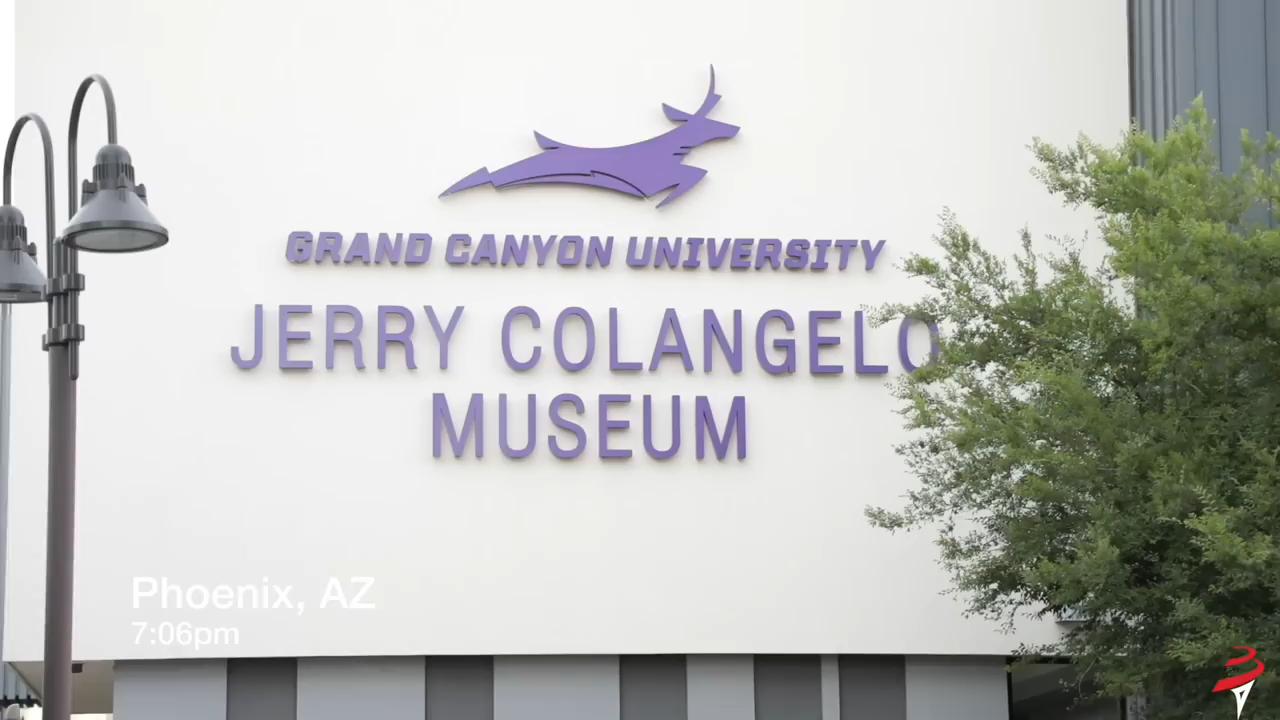 GRAND CANYON UNIVERSITY
JERRY COLANGELO
MUSEUM
Phoenix, AZ
7:06pm